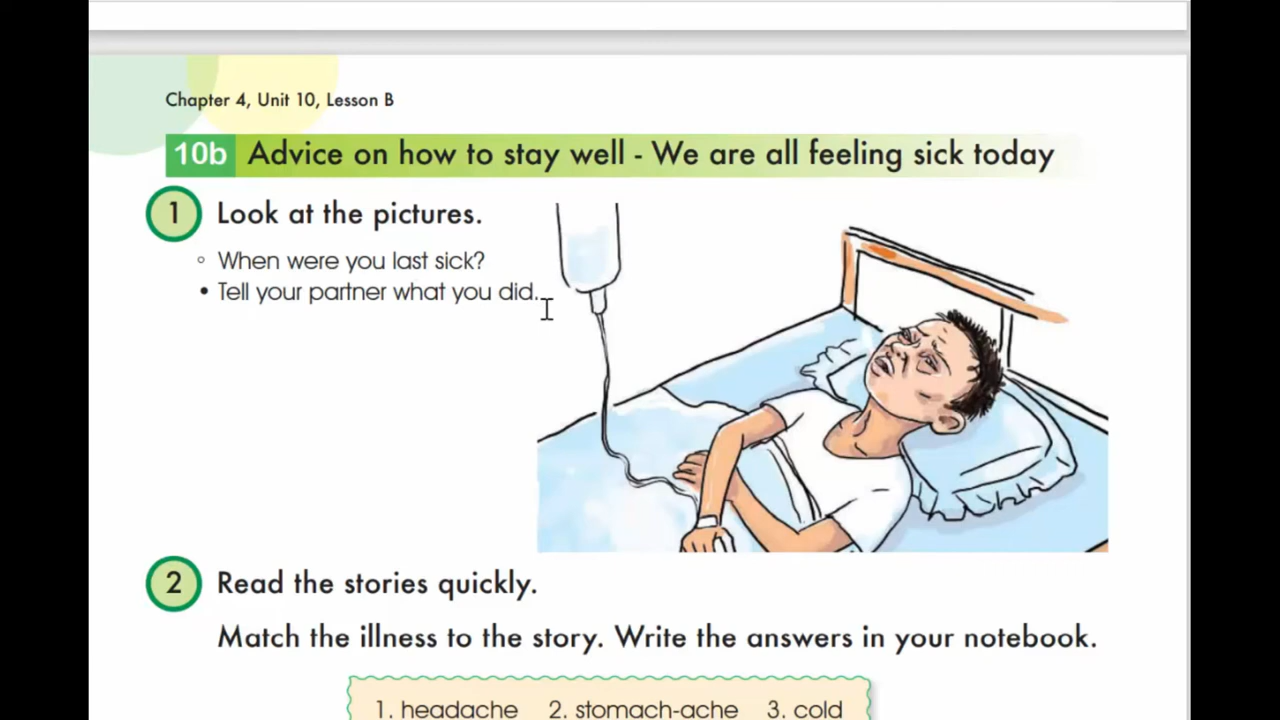 Chapter 4, Unit 10, Lesson B
10b Advice on how to stay well - We are all feeling sick today
1 Look at the pictures.
◦ When were you last sick?
• Tell your partner what you did.
2 Read the stories quickly.
Match the illness to the story. Write the answers in your notebook.
1. headache 2. stomach-ache 3. cold